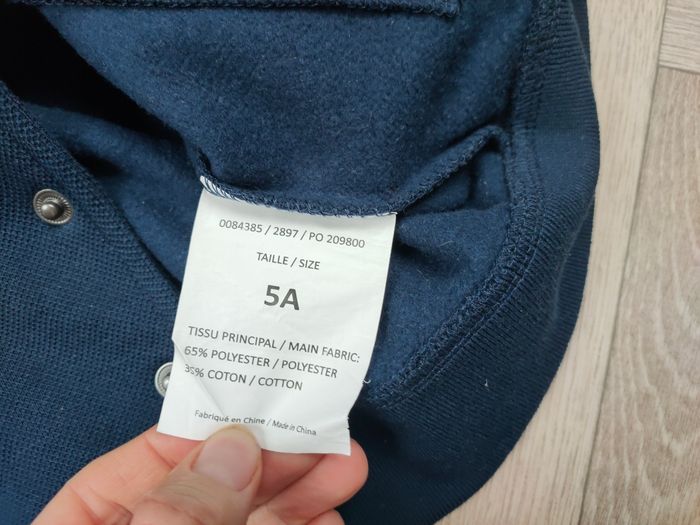 0084385 / 2897 / PO 209800
TAILLE / SIZE
5A
TISSU PRINCIPAL / MAIN FABRIC:
65% POLYESTER / POLYESTER
35% COTON / COTTON
Fabriqué en Chine / Made in China